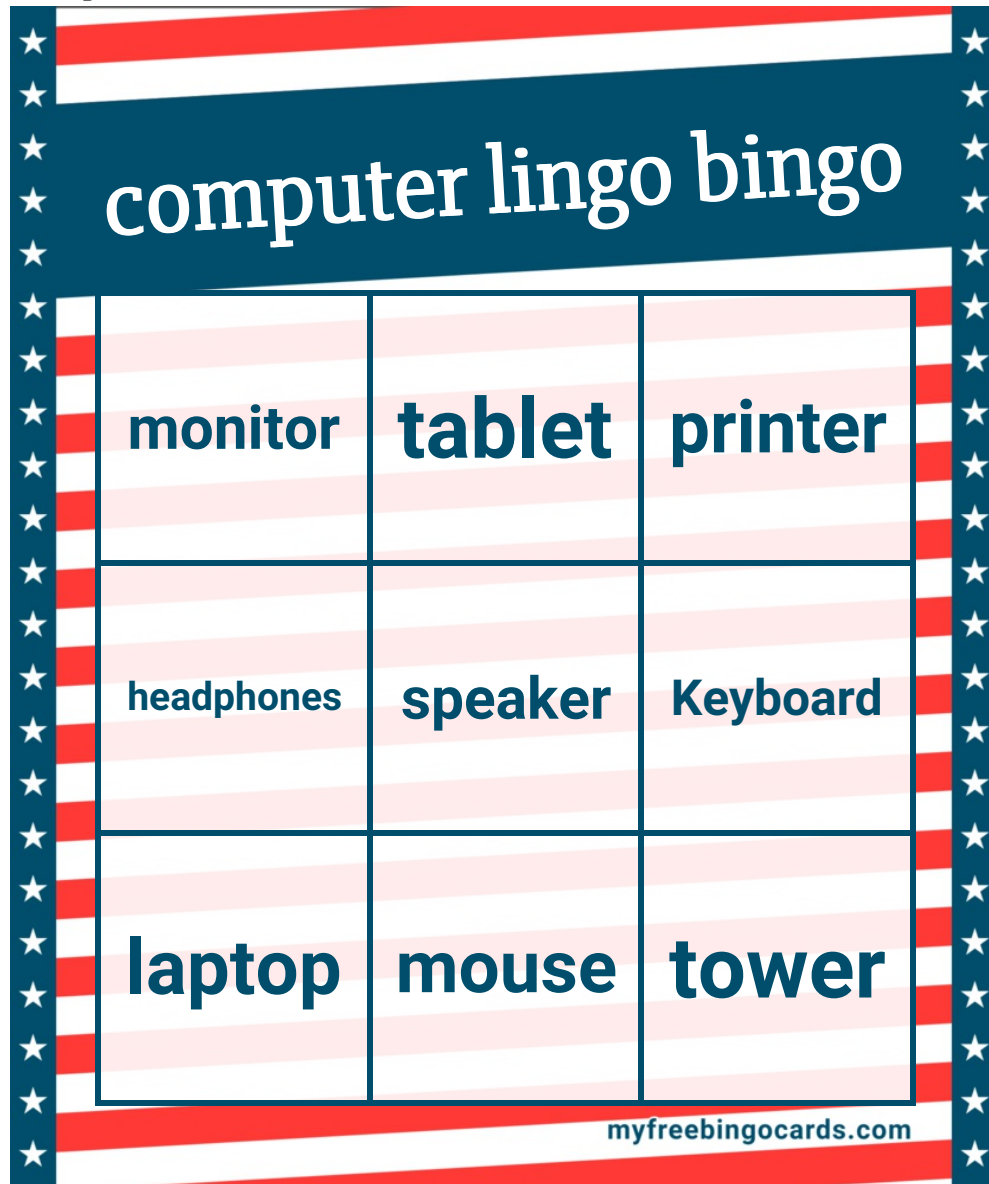 computer lingo bingo
monitor tablet printer
headphones speaker Keyboard
laptop mouse tower
myfreebingocards.com